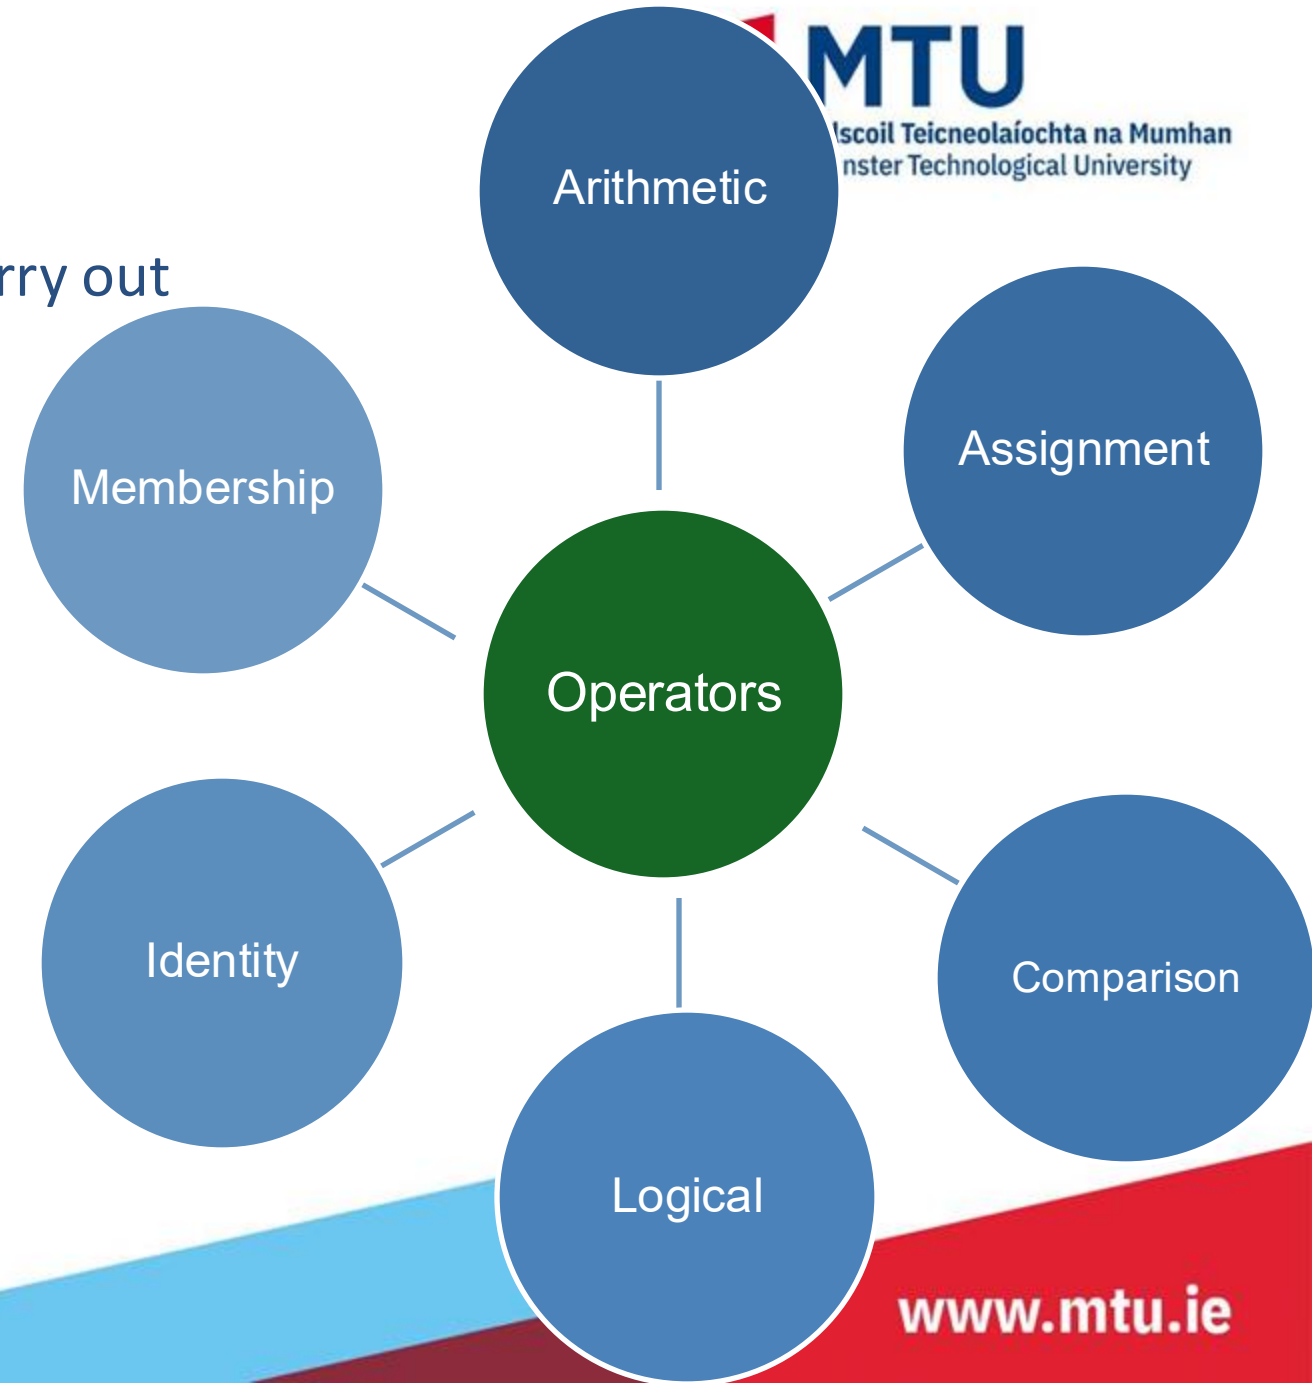 MTU
lscoil Teicneolaíochta na Mumhan
nster Technological University
Arithmetic
rry out
Assignment
Membership
Operators
Identity
Comparison
Logical
www.mtu.ie